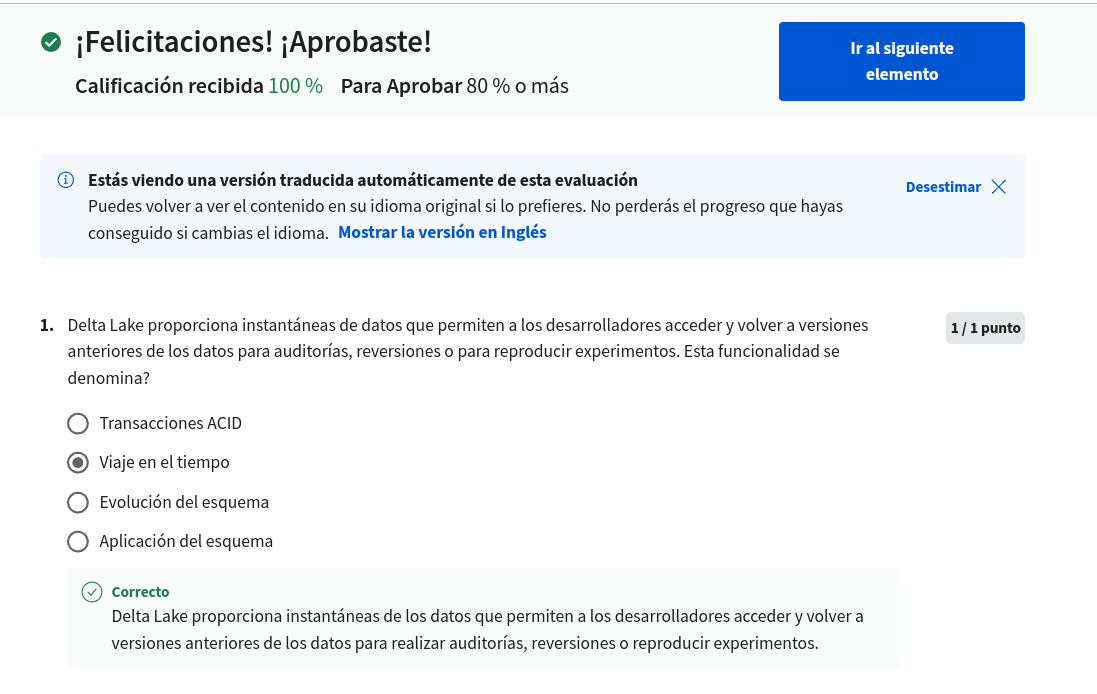 ¡Felicitaciones! ¡Aprobaste!
Calificación recibida 100 % Para Aprobar 80 % o más
Ir al siguiente
elemento
Estás viendo una versión traducida automáticamente de esta evaluación
Desestimar
Puedes volver a ver el contenido en su idioma original si lo prefieres. No perderás el progreso que hayas
conseguido si cambias el idioma. Mostrar la versión en Inglés
1. Delta Lake proporciona instantáneas de datos que permiten a los desarrolladores acceder y volver a versiones
1 / 1 punto
anteriores de los datos para auditorías, reversiones o para reproducir experimentos. Esta funcionalidad se
denomina?
Transacciones ACID
Viaje en el tiempo
Evolución del esquema
Aplicación del esquema
Correcto
Delta Lake proporciona instantáneas de los datos que permiten a los desarrolladores acceder y volver a
versiones anteriores de los datos para realizar auditorías, reversiones o reproducir experimentos.